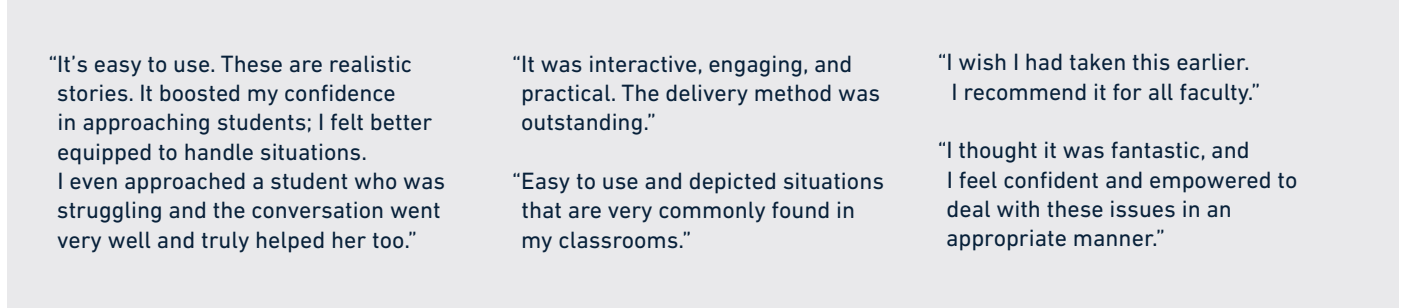 “It’s easy to use. These are realistic
stories. It boosted my confidence
in approaching students; I felt better
equipped to handle situations.
I even approached a student who was
struggling and the conversation went
very well and truly helped her too.”
“It was interactive, engaging, and
practical. The delivery method was
outstanding.”
“Easy to use and depicted situations
that are very commonly found in
my classrooms.”
“I wish I had taken this earlier.
I recommend it for all faculty.”
“I thought it was fantastic, and
I feel confident and empowered to
deal with these issues in an
appropriate manner.”